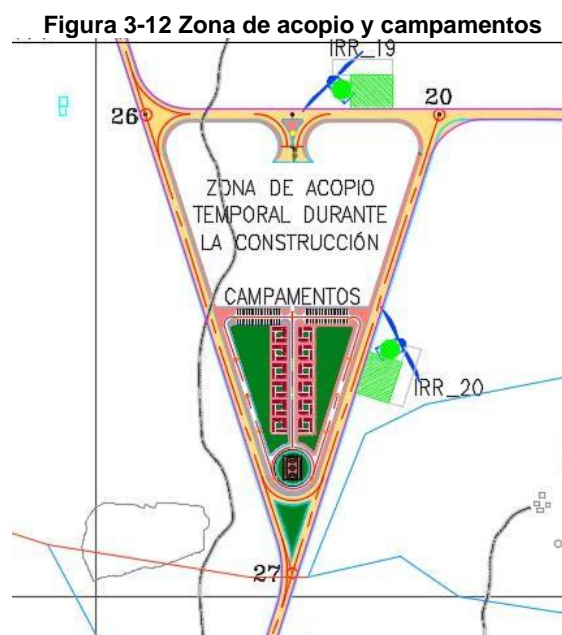 Figura 3-12 Zona de acopio y campamentos
IRR_19
26
20
ZONA DE ACOPIO
TEMPORAL DURANTE
LA CONSTRUCCIÓN
CAMPAMENTOS
IRR_20
27